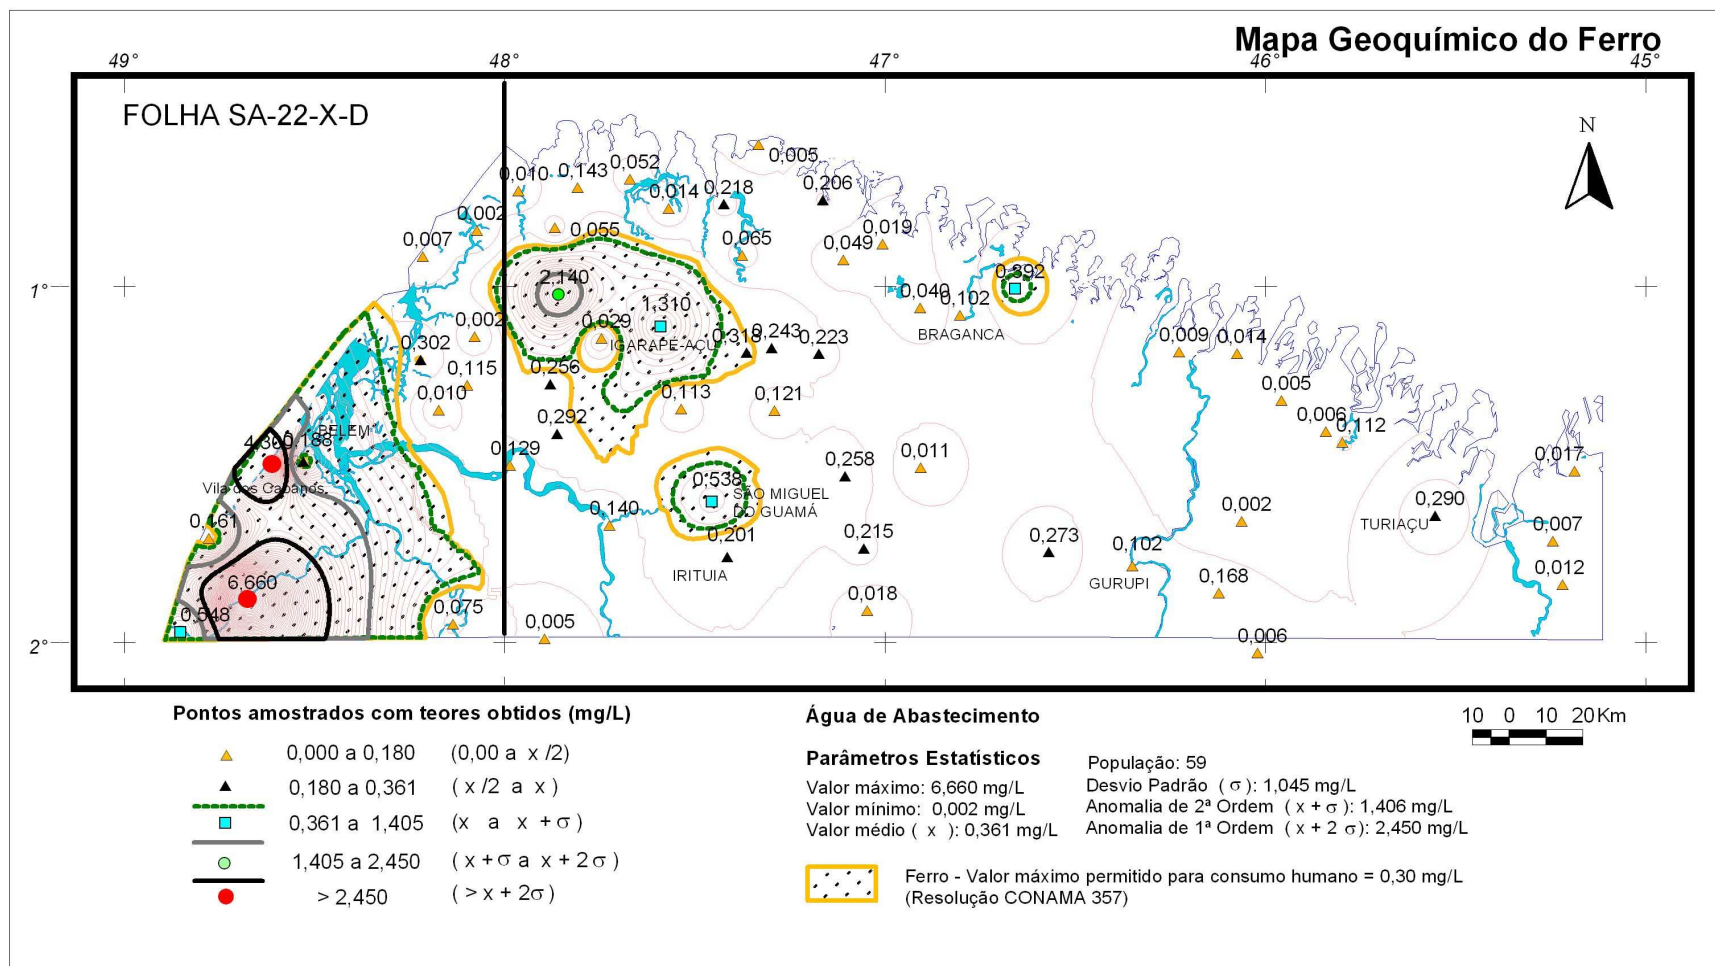 Mapa Geoquímico do Ferro
49° 48° 47° 46° 45°
FOLHA SA-22-X-D
N
0,005
0,010 0,143 0,052
0,014 0,218 0,206
0,002
0,007 0,055 0,065 0,049 0,019
1°
2,140 0,392
1,310 0,040 0,102
BRAGANCA
0,002 0,029
IGARAPÉ-AÇU
0,318 0,243 0,223
0,009 0,014
0,302 0,256
0,115
0,010 0,113 0,121
0,005
0,006 0,112
0,292
BELEM
0,188
0,129 0,258 0,011 0,017
Vila dos Cabanos
0,538
SÃO MIGUEL
DO GUAMÁ
0,290
TURIAÇU
0,161 0,140 0,002 0,007
0,201 0,215 0,273 0,102
IRITUIA
GURUPI
0,168 0,012
6,660
0,548 0,075 0,005 0,018
0,006
2°
Pontos amostrados com teores obtidos (mg/L)
0,000 a 0,180 (0,00 a x /2)
0,180 a 0,361 ( x /2 a x )
0,361 a 1,405 (x a x + σ )
1,405 a 2,450 ( x + σ a x + 2 σ )
> 2,450 ( > x + 2σ )
Água de Abastecimento
Parâmetros Estatísticos
Valor máximo: 6,660 mg/L
Valor mínimo: 0,002 mg/L
Valor médio ( x ): 0,361 mg/L
População: 59
Desvio Padrão ( σ ): 1,045 mg/L
Anomalia de 2ª Ordem ( x + σ ): 1,406 mg/L
Anomalia de 1ª Ordem ( x + 2 σ ): 2,450 mg/L
Ferro - Valor máximo permitido para consumo humano = 0,30 mg/L
(Resolução CONAMA 357)
10 0 10 20Km